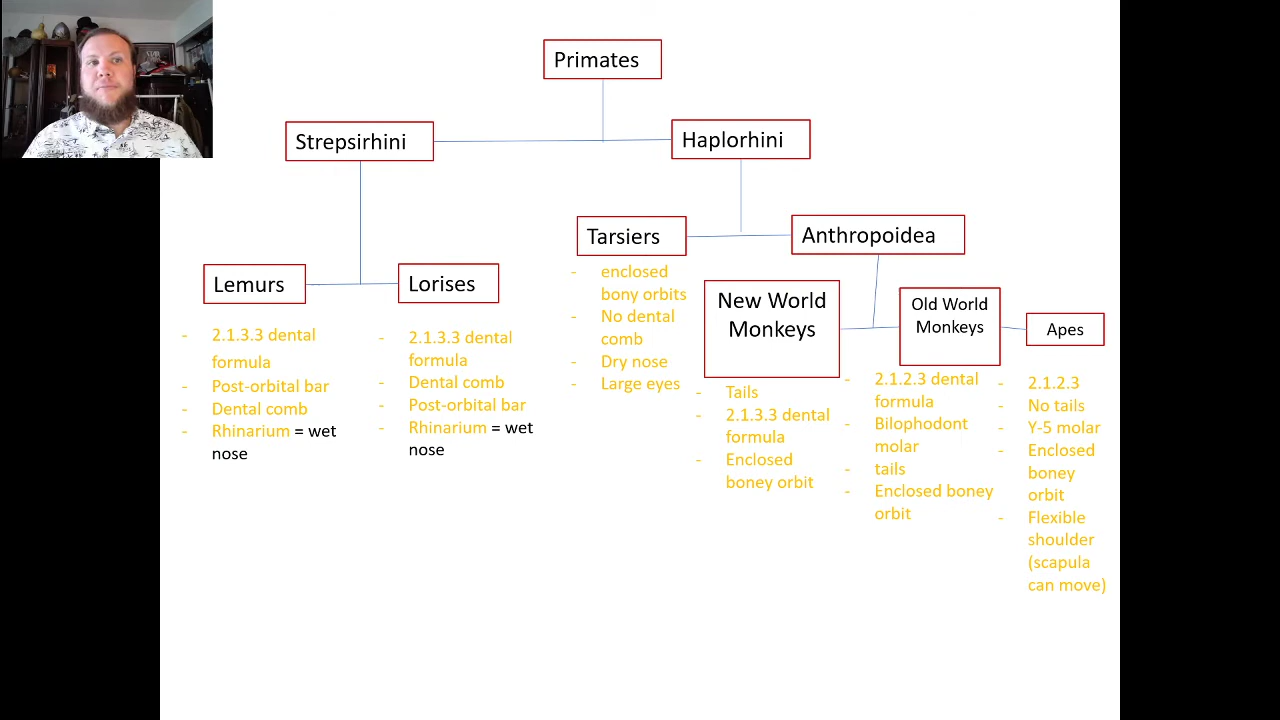 Primates
Strepsirhini
Haplorhini
Tarsiers
Anthropoidea
Lemurs
Lorises
New World
Monkeys
Old World
Monkeys
Apes
- 2.1.3.3 dental
formula
- Post-orbital bar
- Dental comb
- Rhinarium = wet
nose
- 2.1.3.3 dental
formula
- Dental comb
- Post-orbital bar
- Rhinarium = wet
nose
- enclosed
bony orbits
- No dental
comb
- Dry nose
- Large eyes
- Tails
- 2.1.3.3 dental
formula
- Enclosed
boney orbit
- 2.1.2.3 dental
formula
- Bilophodont
molar
- tails
- Enclosed boney
orbit
- 2.1.2.3
- No tails
- Y-5 molar
- Enclosed
boney
orbit
- Flexible
shoulder
(scapula
can move)